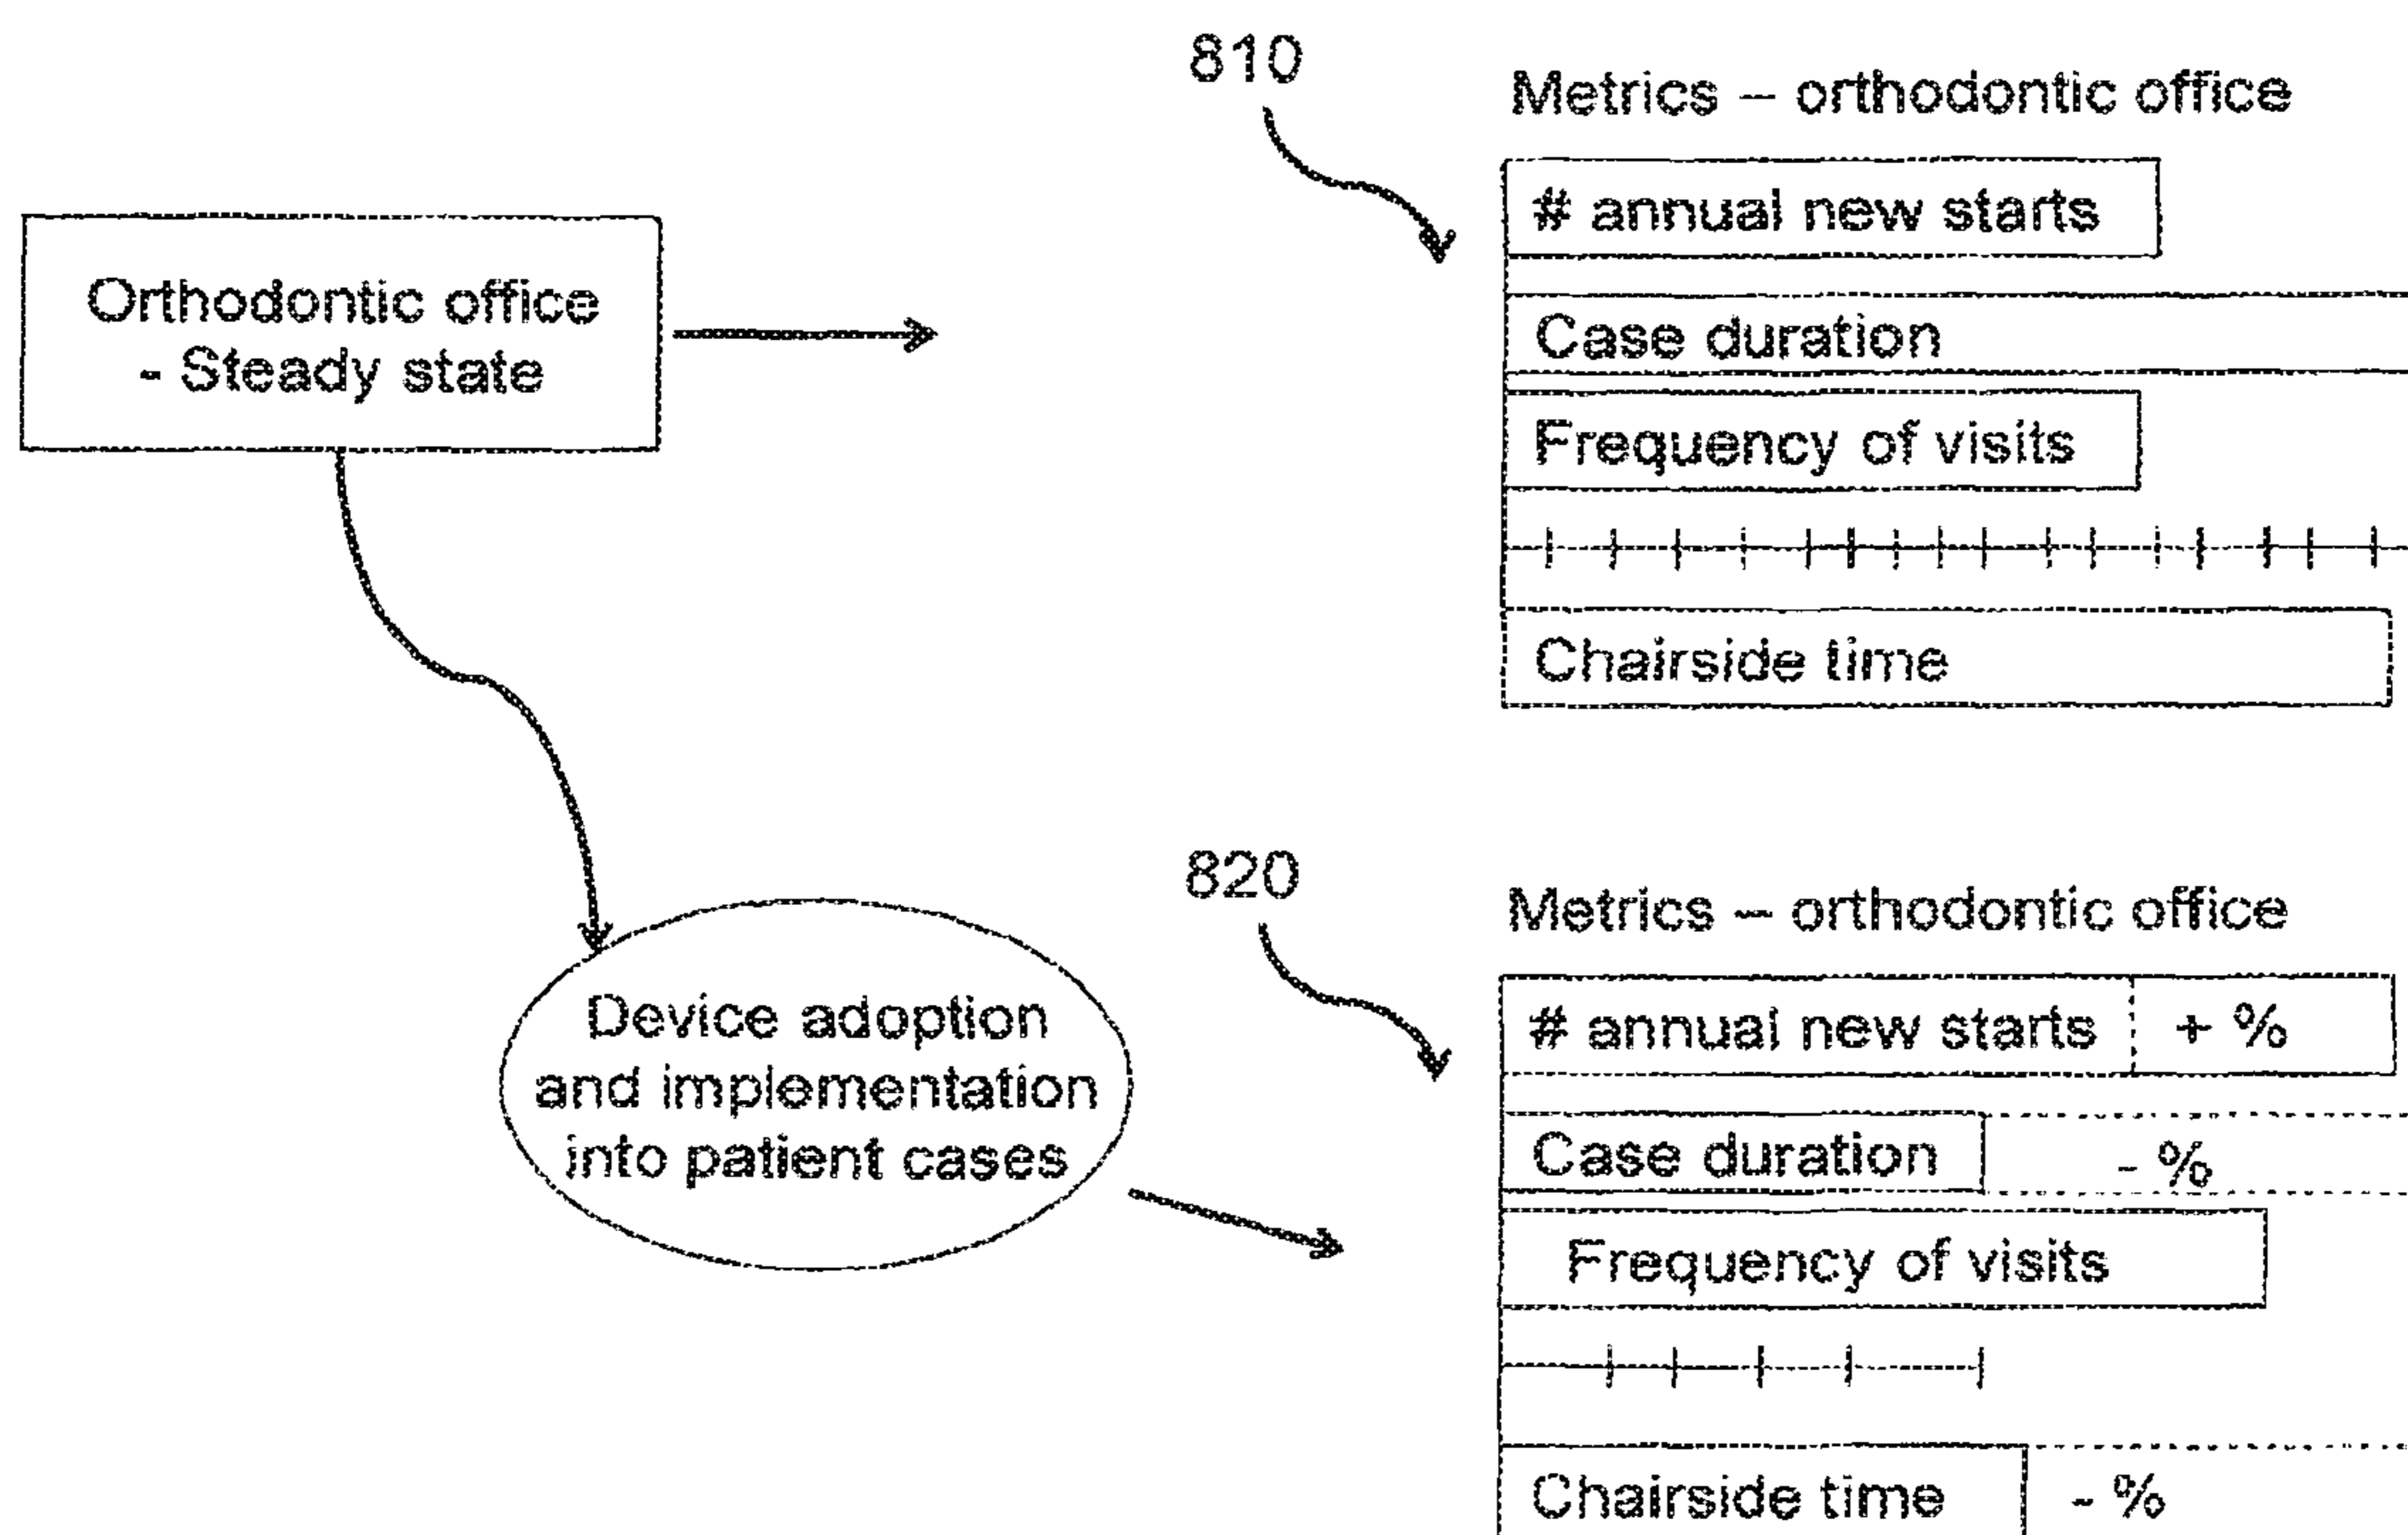 810
Metrics – orthodontic office
# annual new starts
Orthodontic office
- Steady state
Case duration
Frequency of visits
Chairside time
820
Metrics – orthodontic office
Device adoption
and implementation
into patient cases
# annual new starts + %
Case duration - %
Frequency of visits
Chairside time - %